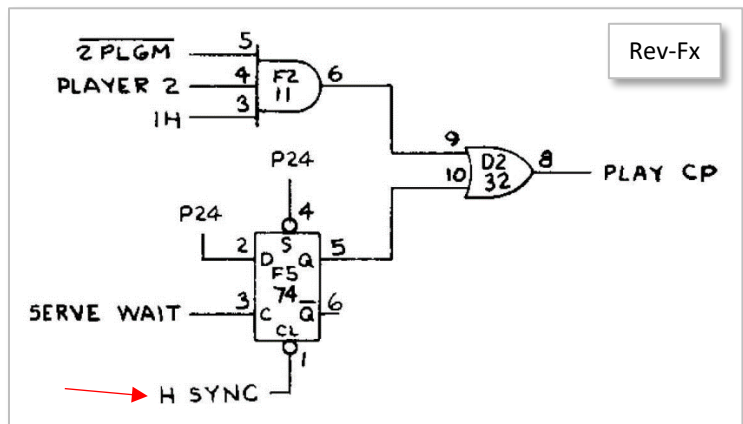 Rev-Fx
2 PLGM 5
PLAYER 2 4 F2 6
3 11
1H
9
D2 8 PLAY CP
10 32
P24
4
P24 S
2 D Q 5
F5
74
SERVE WAIT 3 C Q 6
CL
1
H SYNC